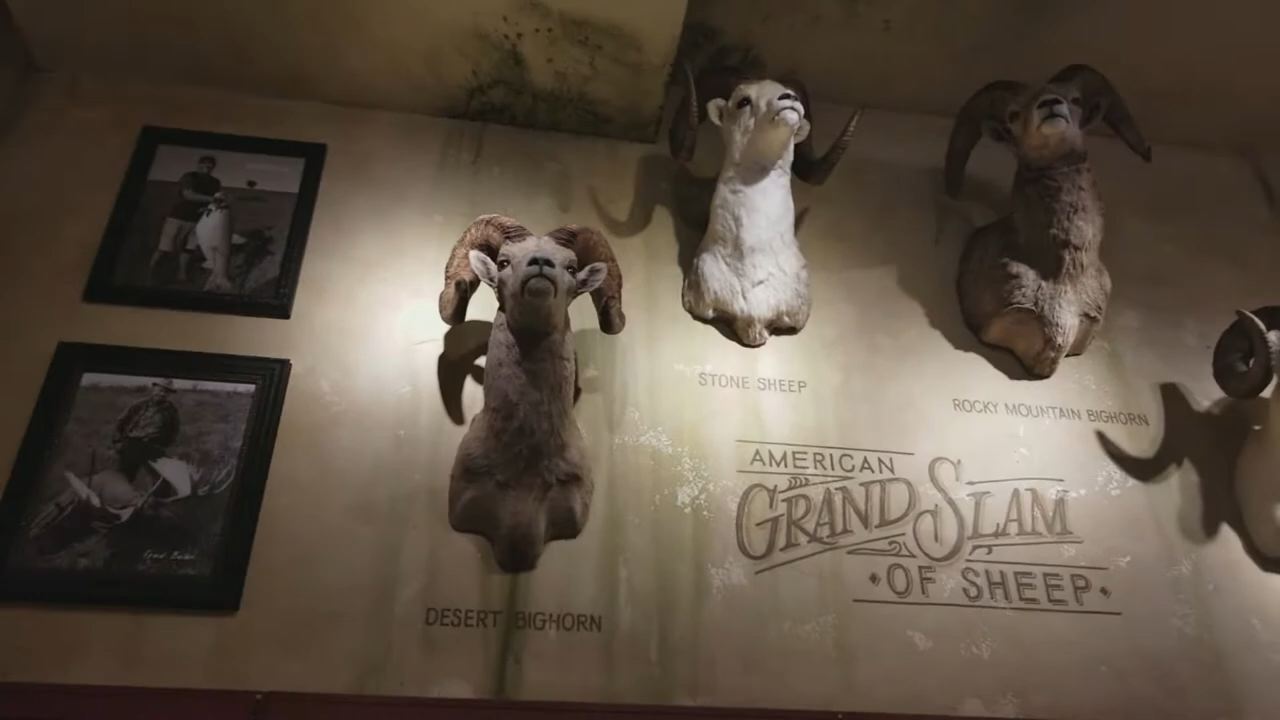 STONE SHEEP
ROCKY MOUNTAIN BIGHORN
AMERICAN
GRAND SLAM
OF SHEEP
DESERT BIGHORN